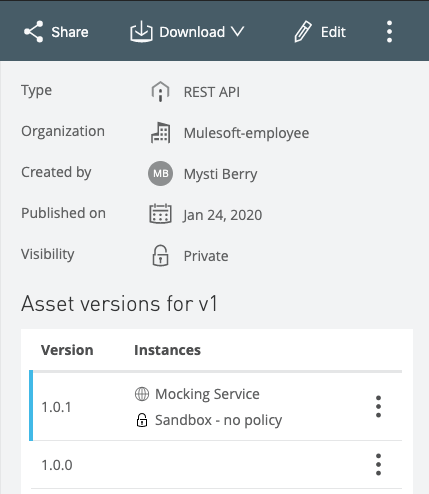 Share Download Edit
Type REST API
Organization Mulesoft-employee
Created by MB Mysti Berry
Published on Jan 24, 2020
Visibility Private
Asset versions for v1
Version Instances
1.0.1 Mocking Service
Sandbox - no policy
1.0.0